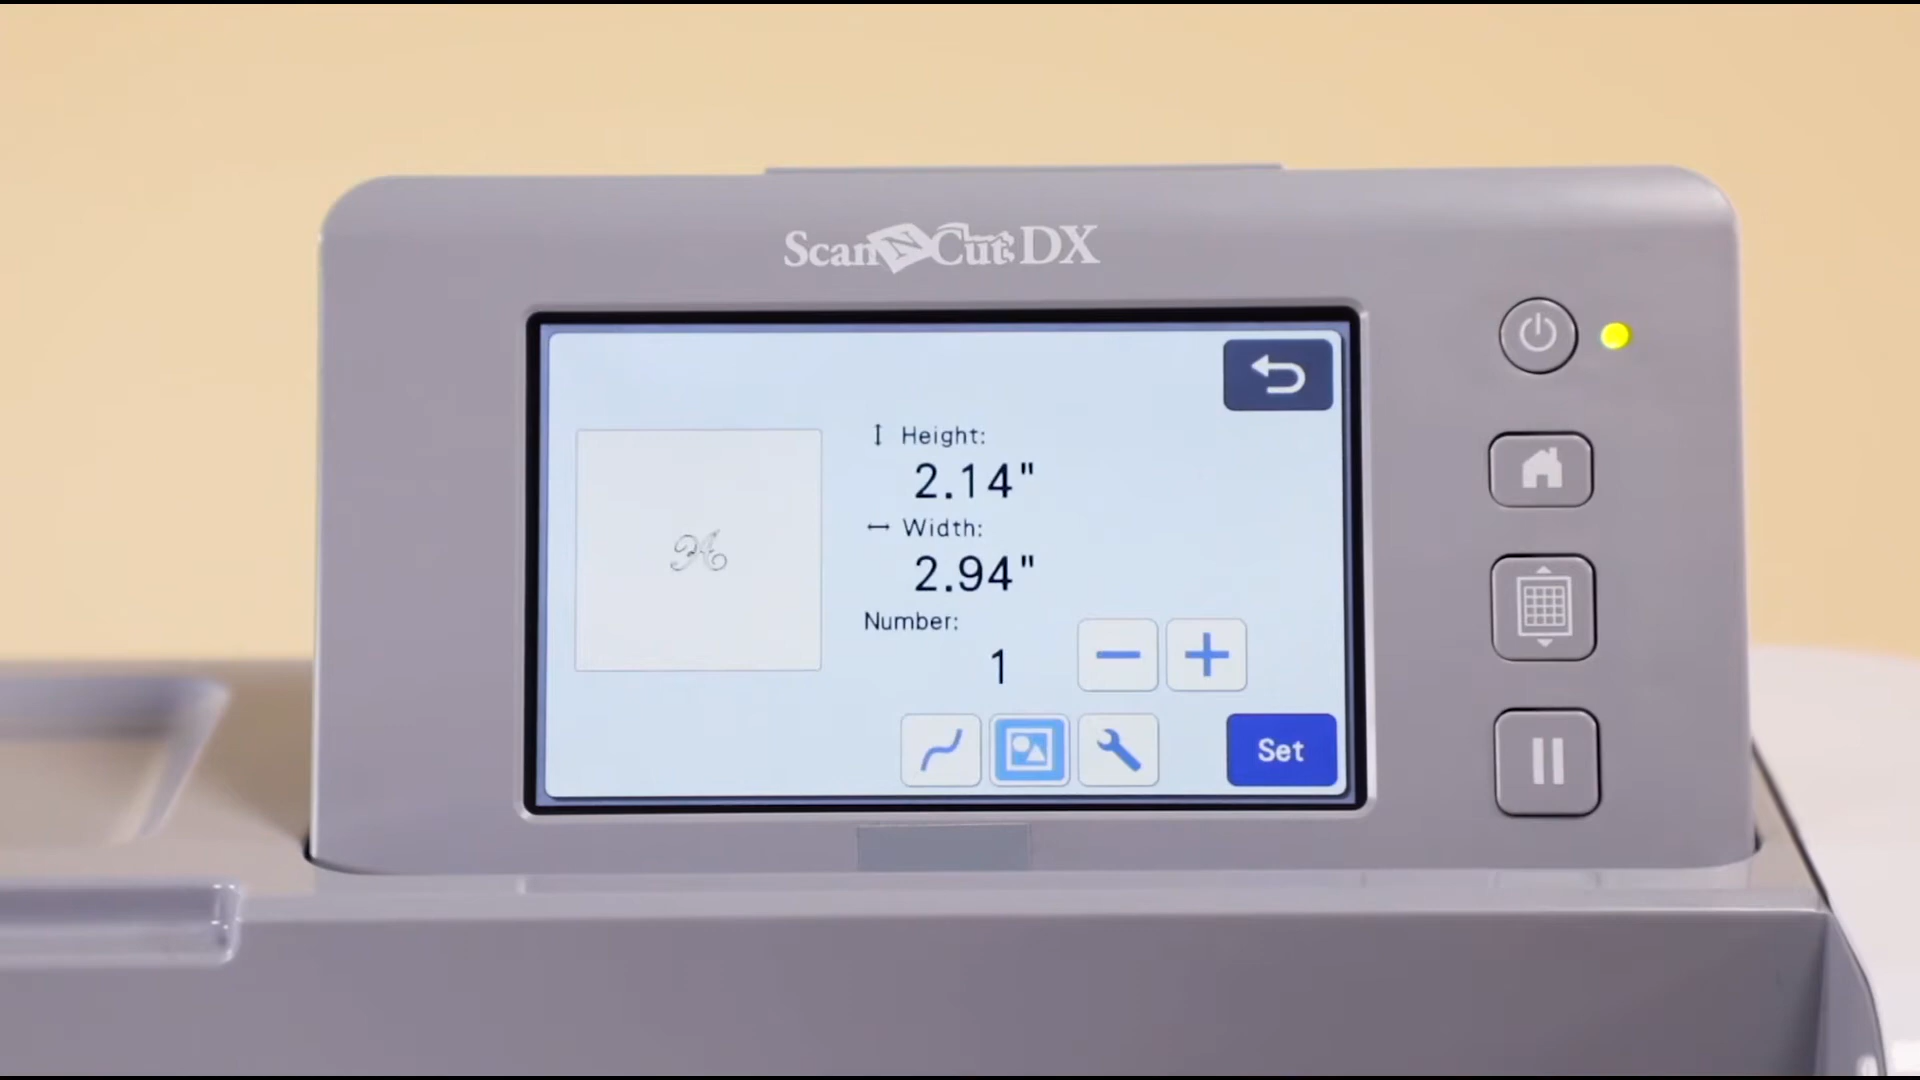 ScanNCut DX
Height:
2.14"
Width:
2.94"
Number:
1
Set
A